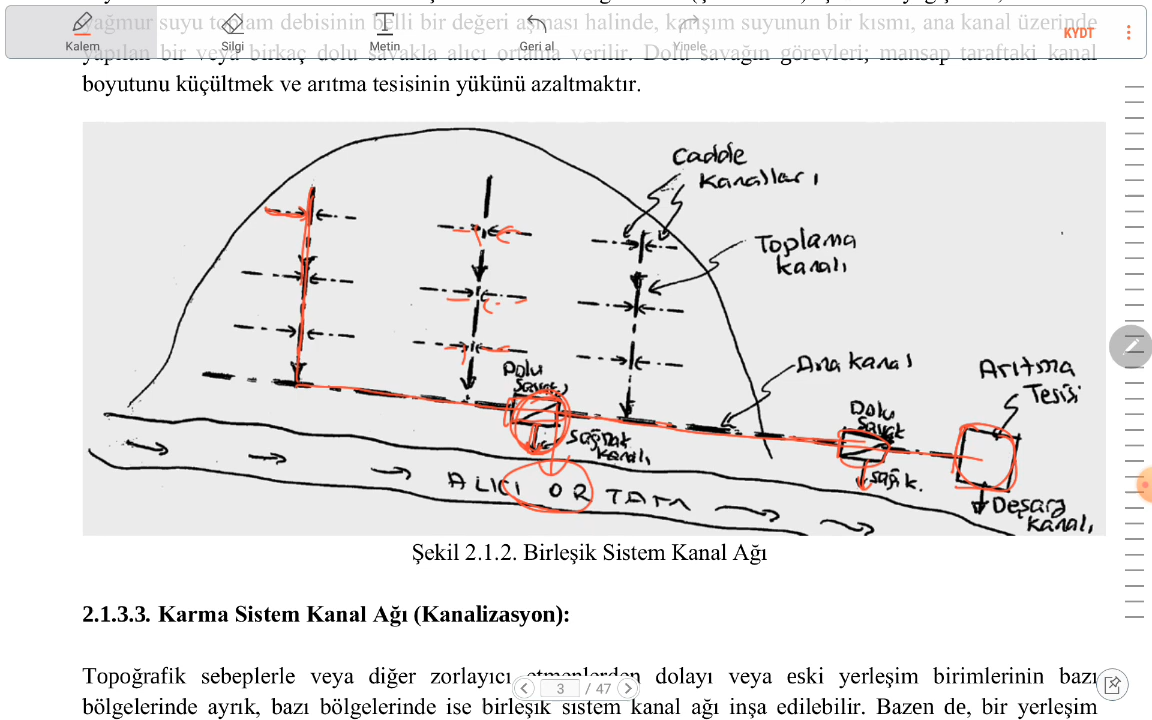 yağmur suyu toplam debisinin belli bir değeri aşması halinde, karışım suyunun bir kısmı, ana kanal üzerinde
Kalem
Silgi
Metin
Geri al
Yinele
KYDT
yapılan bir veya birkaç dolu savakla alıcı ortama verilir. Dolu savağın görevleri; mansap taraftaki kanal
boyutunu küçültmek ve arıtma tesisinin yükünü azaltmaktır.
Cadde
Kanalları
Toplama
kanalı
Ana kanal
Arıtma
Tesisi
Dolu
Savak
Dolu
Savak
Sağnak
kanalı
sağ. k.
ALICI ORTAM
Deşarj
kanalı
Şekil 2.1.2. Birleşik Sistem Kanal Ağı
2.1.3.3. Karma Sistem Kanal Ağı (Kanalizasyon):
Topoğrafik sebeplerle veya diğer zorlayıcı etmenlerden dolayı veya eski yerleşim birimlerinin bazı
3 / 47
bölgelerinde ayrık, bazı bölgelerinde ise birleşik sistem kanal ağı inşa edilebilir. Bazen de, bir yerleşim